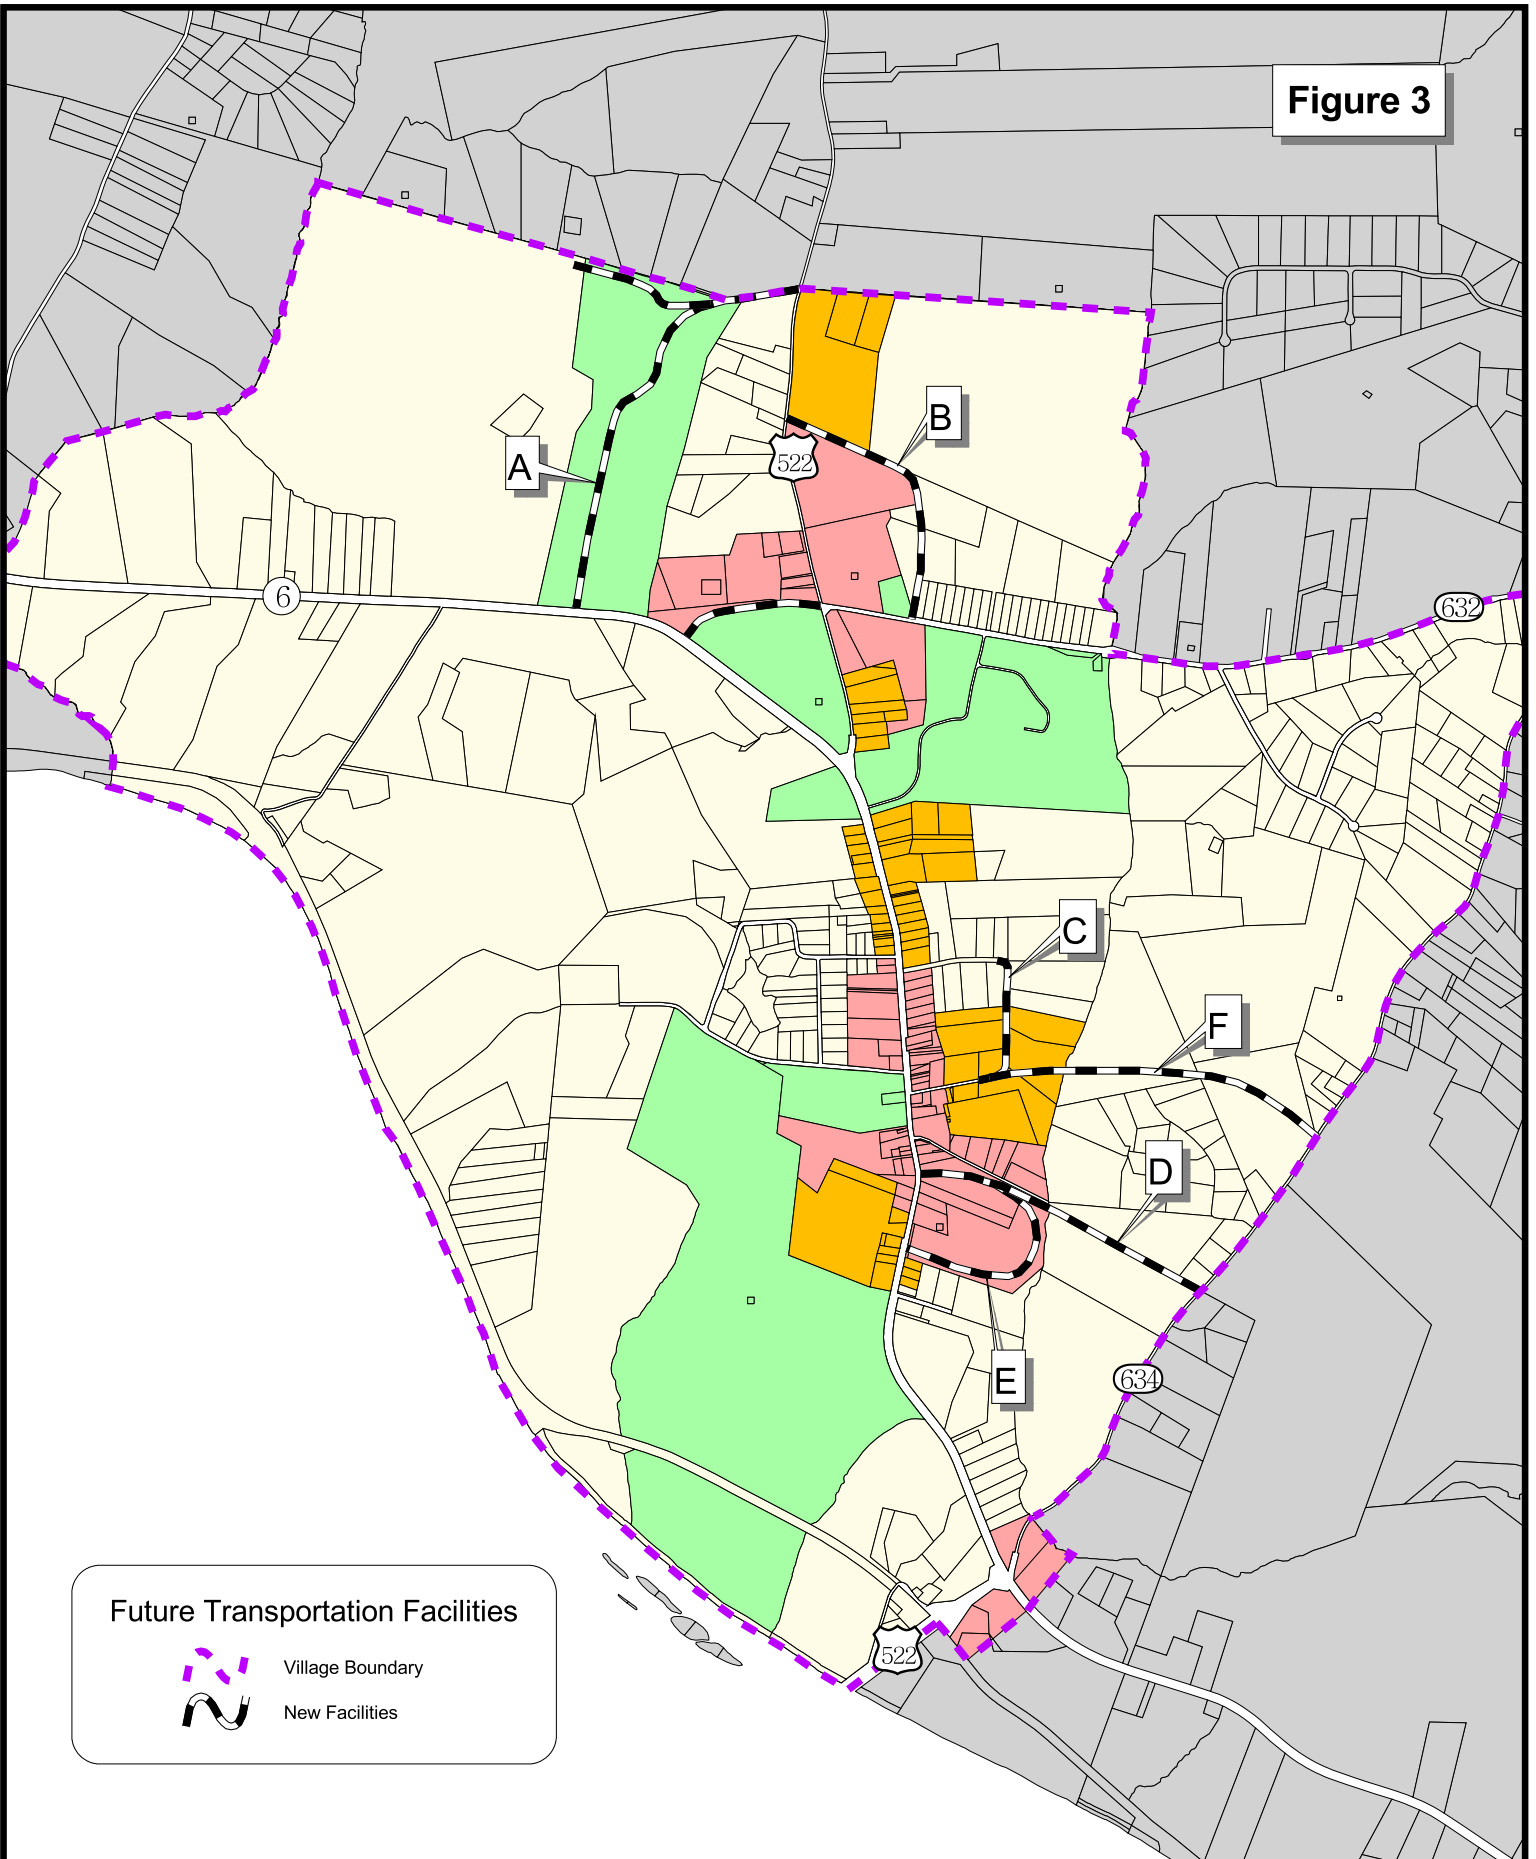 Figure 3
B
A
522
6
632
C
F
D
E
634
522
Future Transportation Facilities
Village Boundary
New Facilities